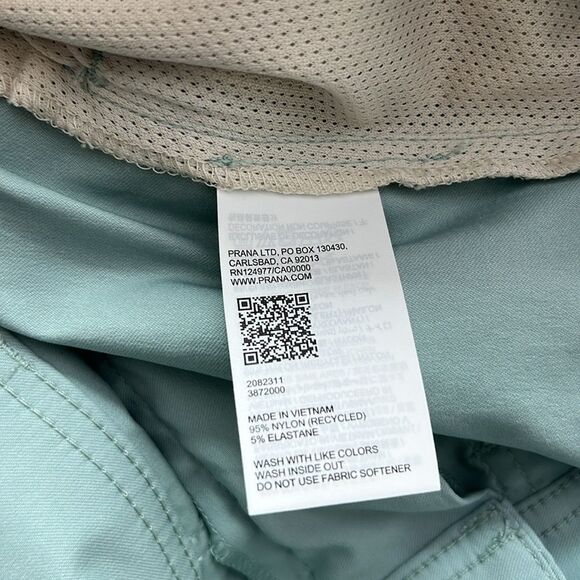 PRANA LTD, PO BOX 130430,
CARLSBAD, CA 92013
RN124977/CA00000
WWW.PRANA.COM
2082311
3872000
MADE IN VIETNAM
95% NYLON (RECYCLED)
5% ELASTANE
WASH WITH LIKE COLORS
WASH INSIDE OUT
DO NOT USE FABRIC SOFTENER